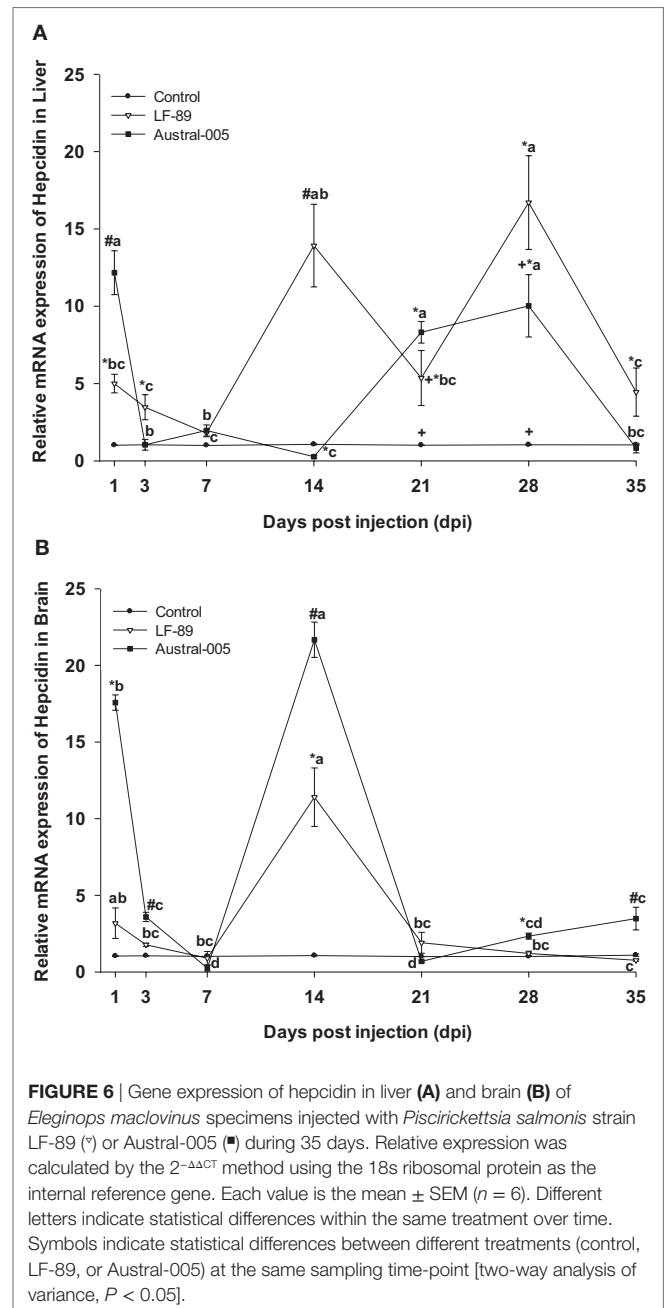 A
Relative mRNA expression of Hepcidin in Liver
25
20
15
10
5
0
Control
LF-89
Austral-005
#a
*bc
*c
b
b
c
#ab
*c
*a
+*bc
+
*a
+*a
+
*c
bc
1 3 7 14 21 28 35
Days post injection (dpi)
B
Relative mRNA expression of Hepcidin in Brain
25
20
15
10
5
0
Control
LF-89
Austral-005
*b
ab
#c
bc
bc
d
#a
*a
bc
d
*cd
bc
#c
c
1 3 7 14 21 28 35
Days post injection (dpi)
FIGURE 6 | Gene expression of hepcidin in liver (A) and brain (B) of
Eleginops maclovinus specimens injected with Piscirickettsia salmonis strain
LF-89 (▿) or Austral-005 (■) during 35 days. Relative expression was
calculated by the 2−ΔΔCT method using the 18s ribosomal protein as the
internal reference gene. Each value is the mean ± SEM (n = 6). Different
letters indicate statistical differences within the same treatment over time.
Symbols indicate statistical differences between different treatments (control,
LF-89, or Austral-005) at the same sampling time-point [two-way analysis of
variance, P < 0.05].